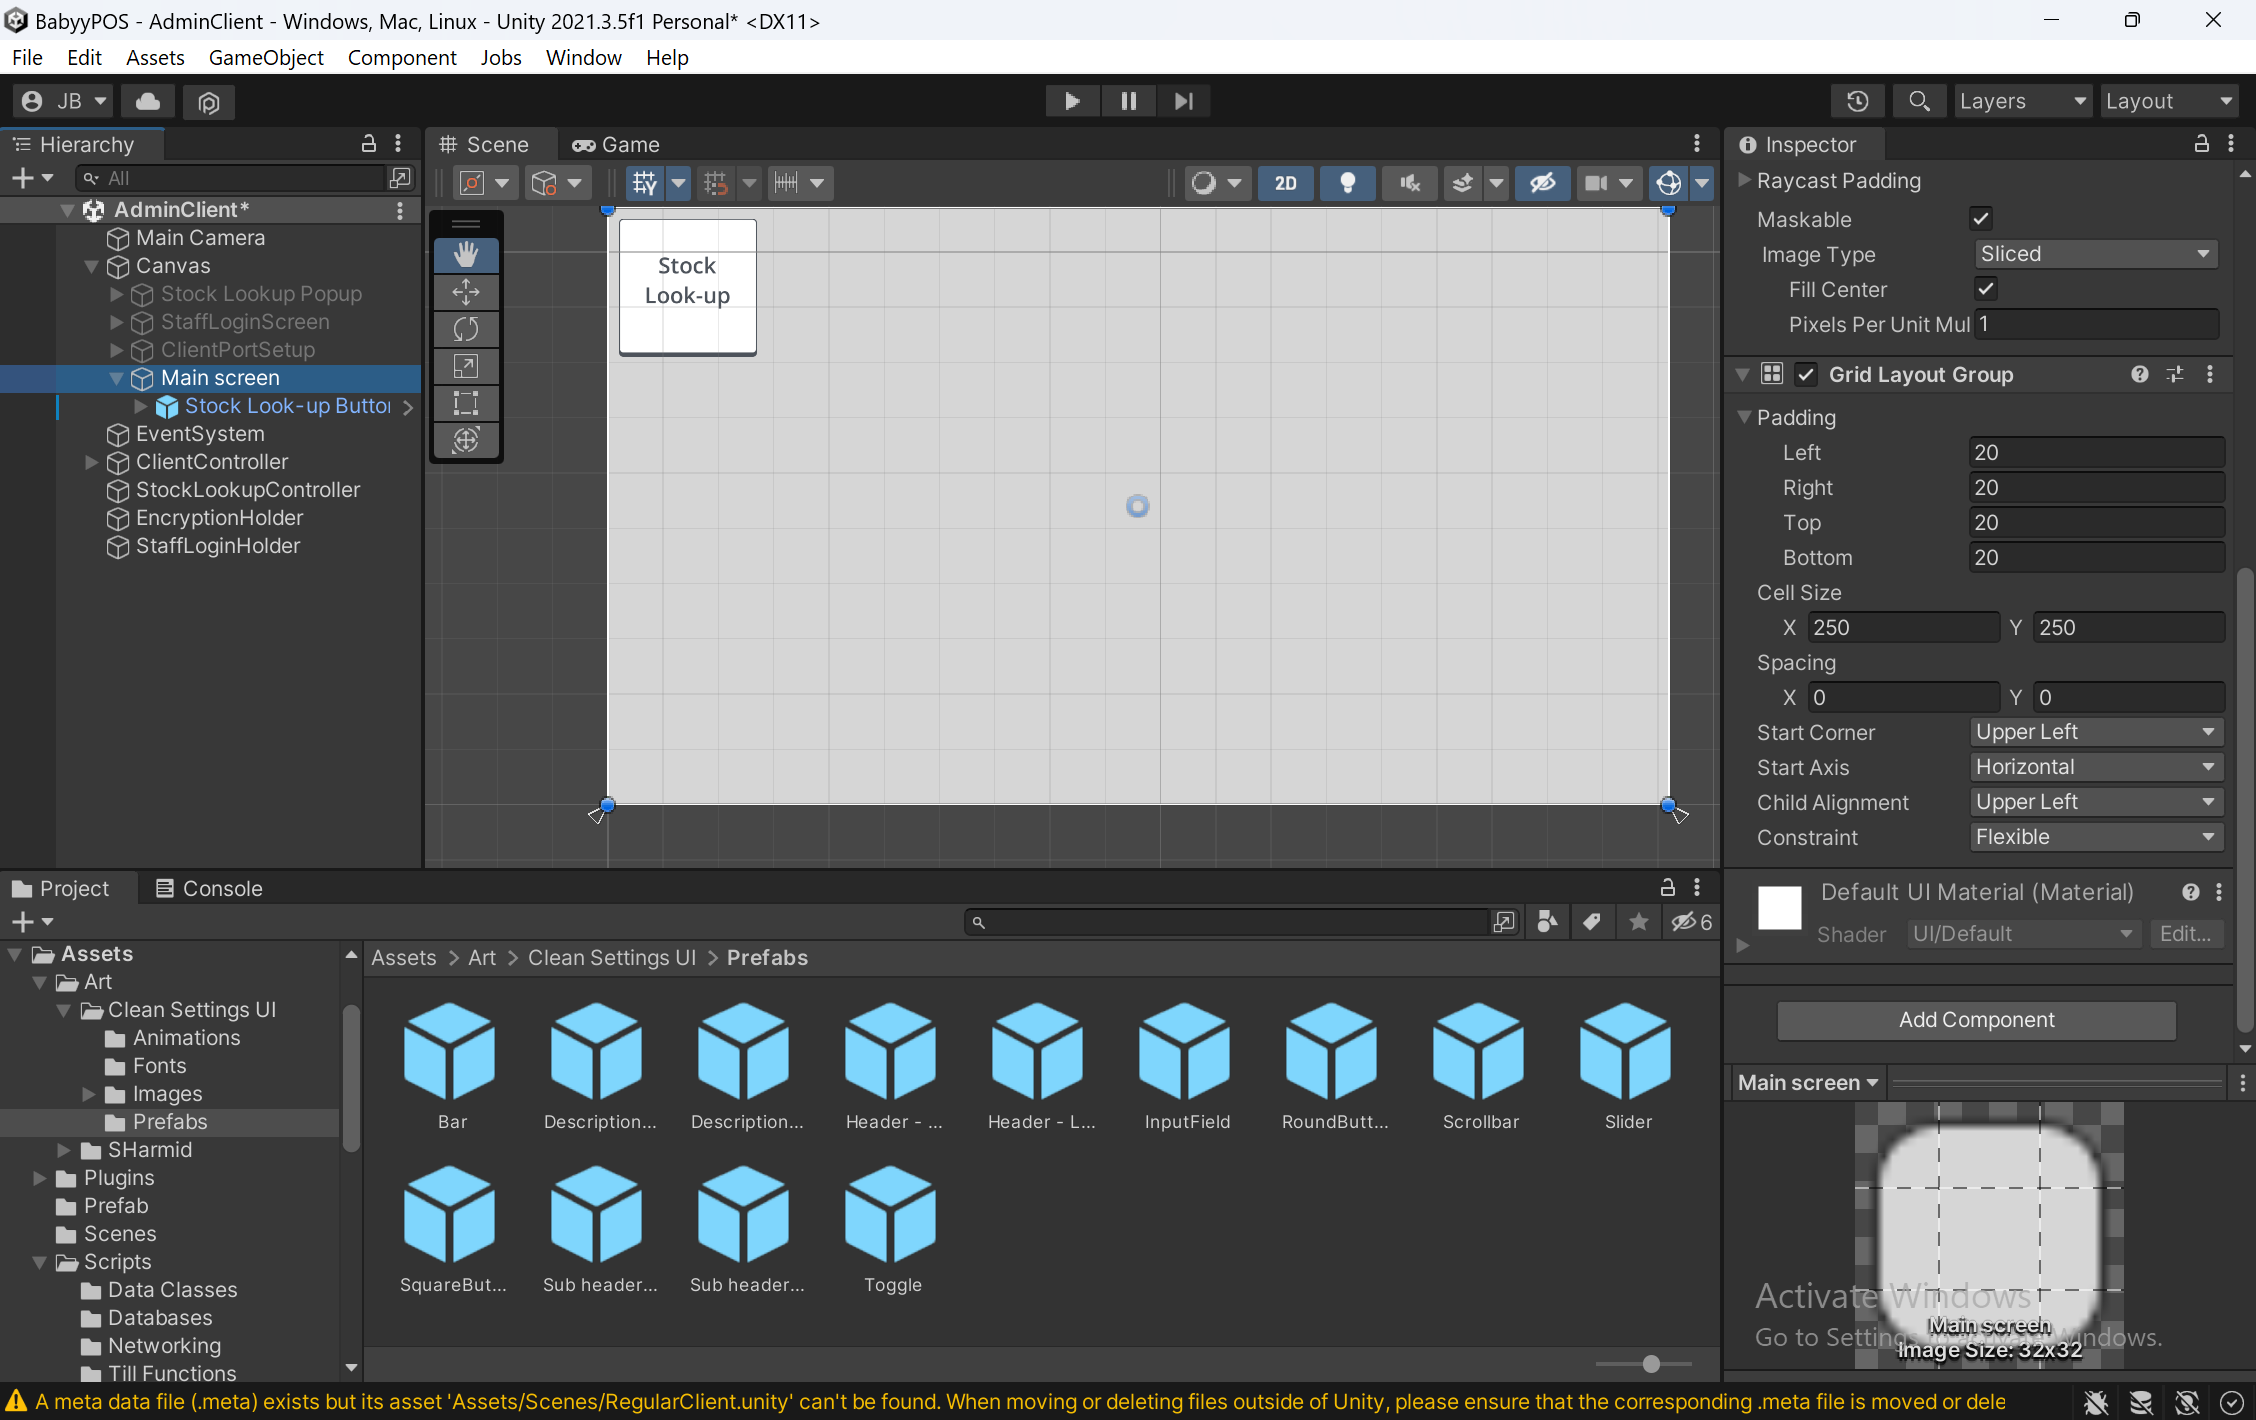 BabyyPOS - AdminClient - Windows, Mac, Linux - Unity 2021.3.5f1 Personal* <DX11>
File Edit Assets GameObject Component Jobs Window Help
JB
Layers
Layout
Hierarchy
All
AdminClient*
Main Camera
Canvas
Stock Lookup Popup
StaffLoginScreen
ClientPortSetup
Main screen
Stock Look-up Butto
EventSystem
ClientController
StockLookupController
EncryptionHolder
StaffLoginHolder
Scene
Game
2D
Stock
Look-up
Inspector
Raycast Padding
Maskable
Image Type Sliced
Fill Center
Pixels Per Unit Mul 1
Grid Layout Group
Padding
Left 20
Right 20
Top 20
Bottom 20
Cell Size
X 250 Y 250
Spacing
X 0 Y 0
Start Corner Upper Left
Start Axis Horizontal
Child Alignment Upper Left
Constraint Flexible
Default UI Material (Material)
Shader UI/Default Edit...
Add Component
Main screen
Main screen
Image Size: 32x32
Activate Windows
Go to Settings to activate Windows.
Project
Console
6
Assets
Art
Clean Settings UI
Animations
Fonts
Images
Prefabs
SHarmid
Plugins
Prefab
Scenes
Scripts
Data Classes
Databases
Networking
Till Functions
Assets > Art > Clean Settings UI > Prefabs
Bar Description... Description... Header - ... Header - L... InputField RoundButt... Scrollbar Slider
SquareBut... Sub header... Sub header... Toggle
A meta data file (.meta) exists but its asset 'Assets/Scenes/RegularClient.unity' can't be found. When moving or deleting files outside of Unity, please ensure that the corresponding .meta file is moved or dele